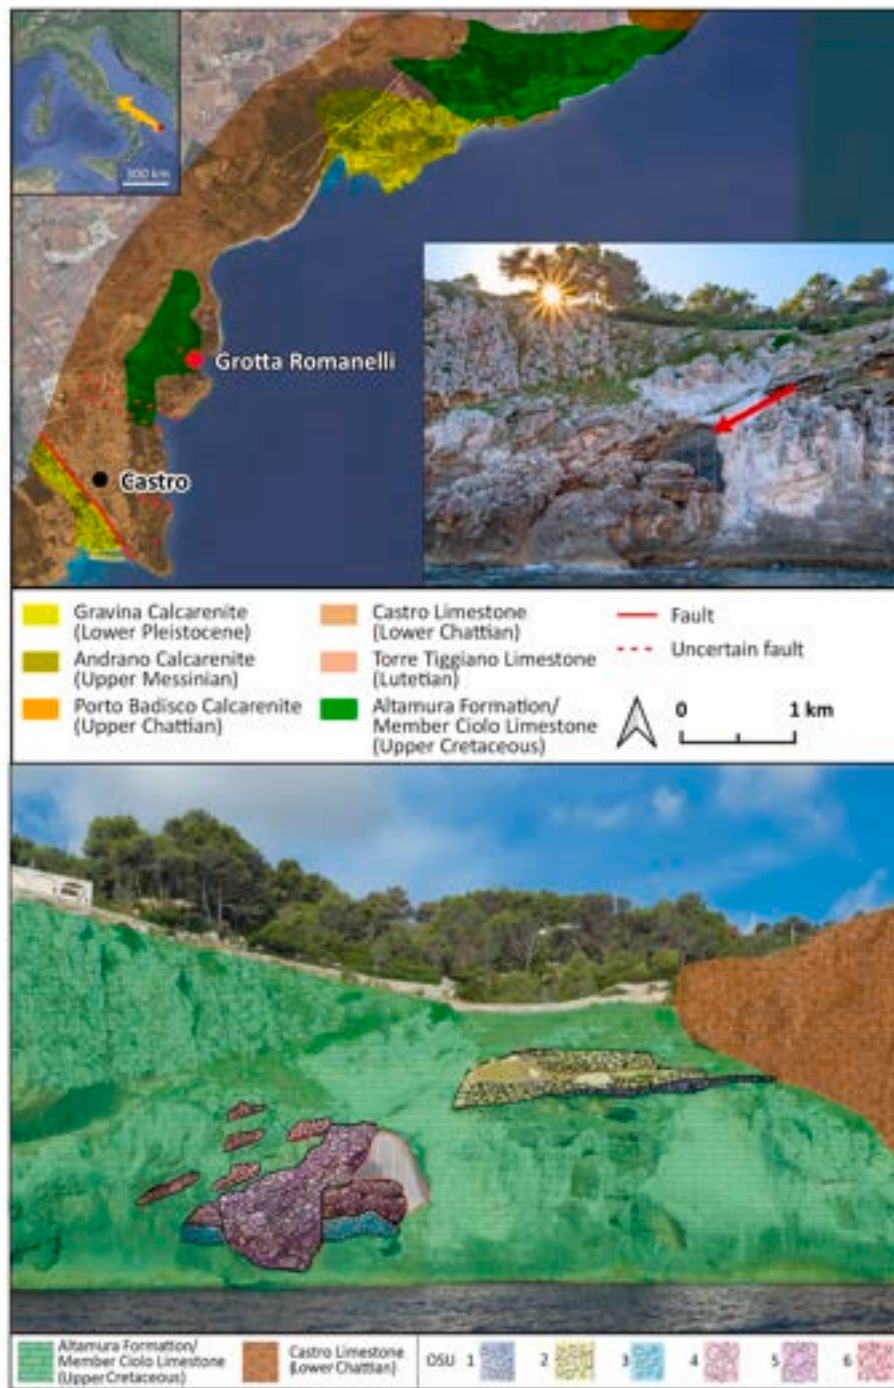 300 km
Grotta Romanelli
Castro
Gravina Calcarenite
(Lower Pleistocene)
Andrano Calcarenite
(Upper Messinian)
Porto Badisco Calcarenite
(Upper Chattian)
Castro Limestone
(Lower Chattian)
Torre Tiggiano Limestone
(Lutetian)
Altamura Formation/
Member Ciolo Limestone
(Upper Cretaceous)
Fault
Uncertain fault
0 1 km
Altamura Formation/
Member Ciolo Limestone
(Upper Cretaceous)
Castro Limestone
(Lower Chattian)
OSU 1 2 3 4 5 6